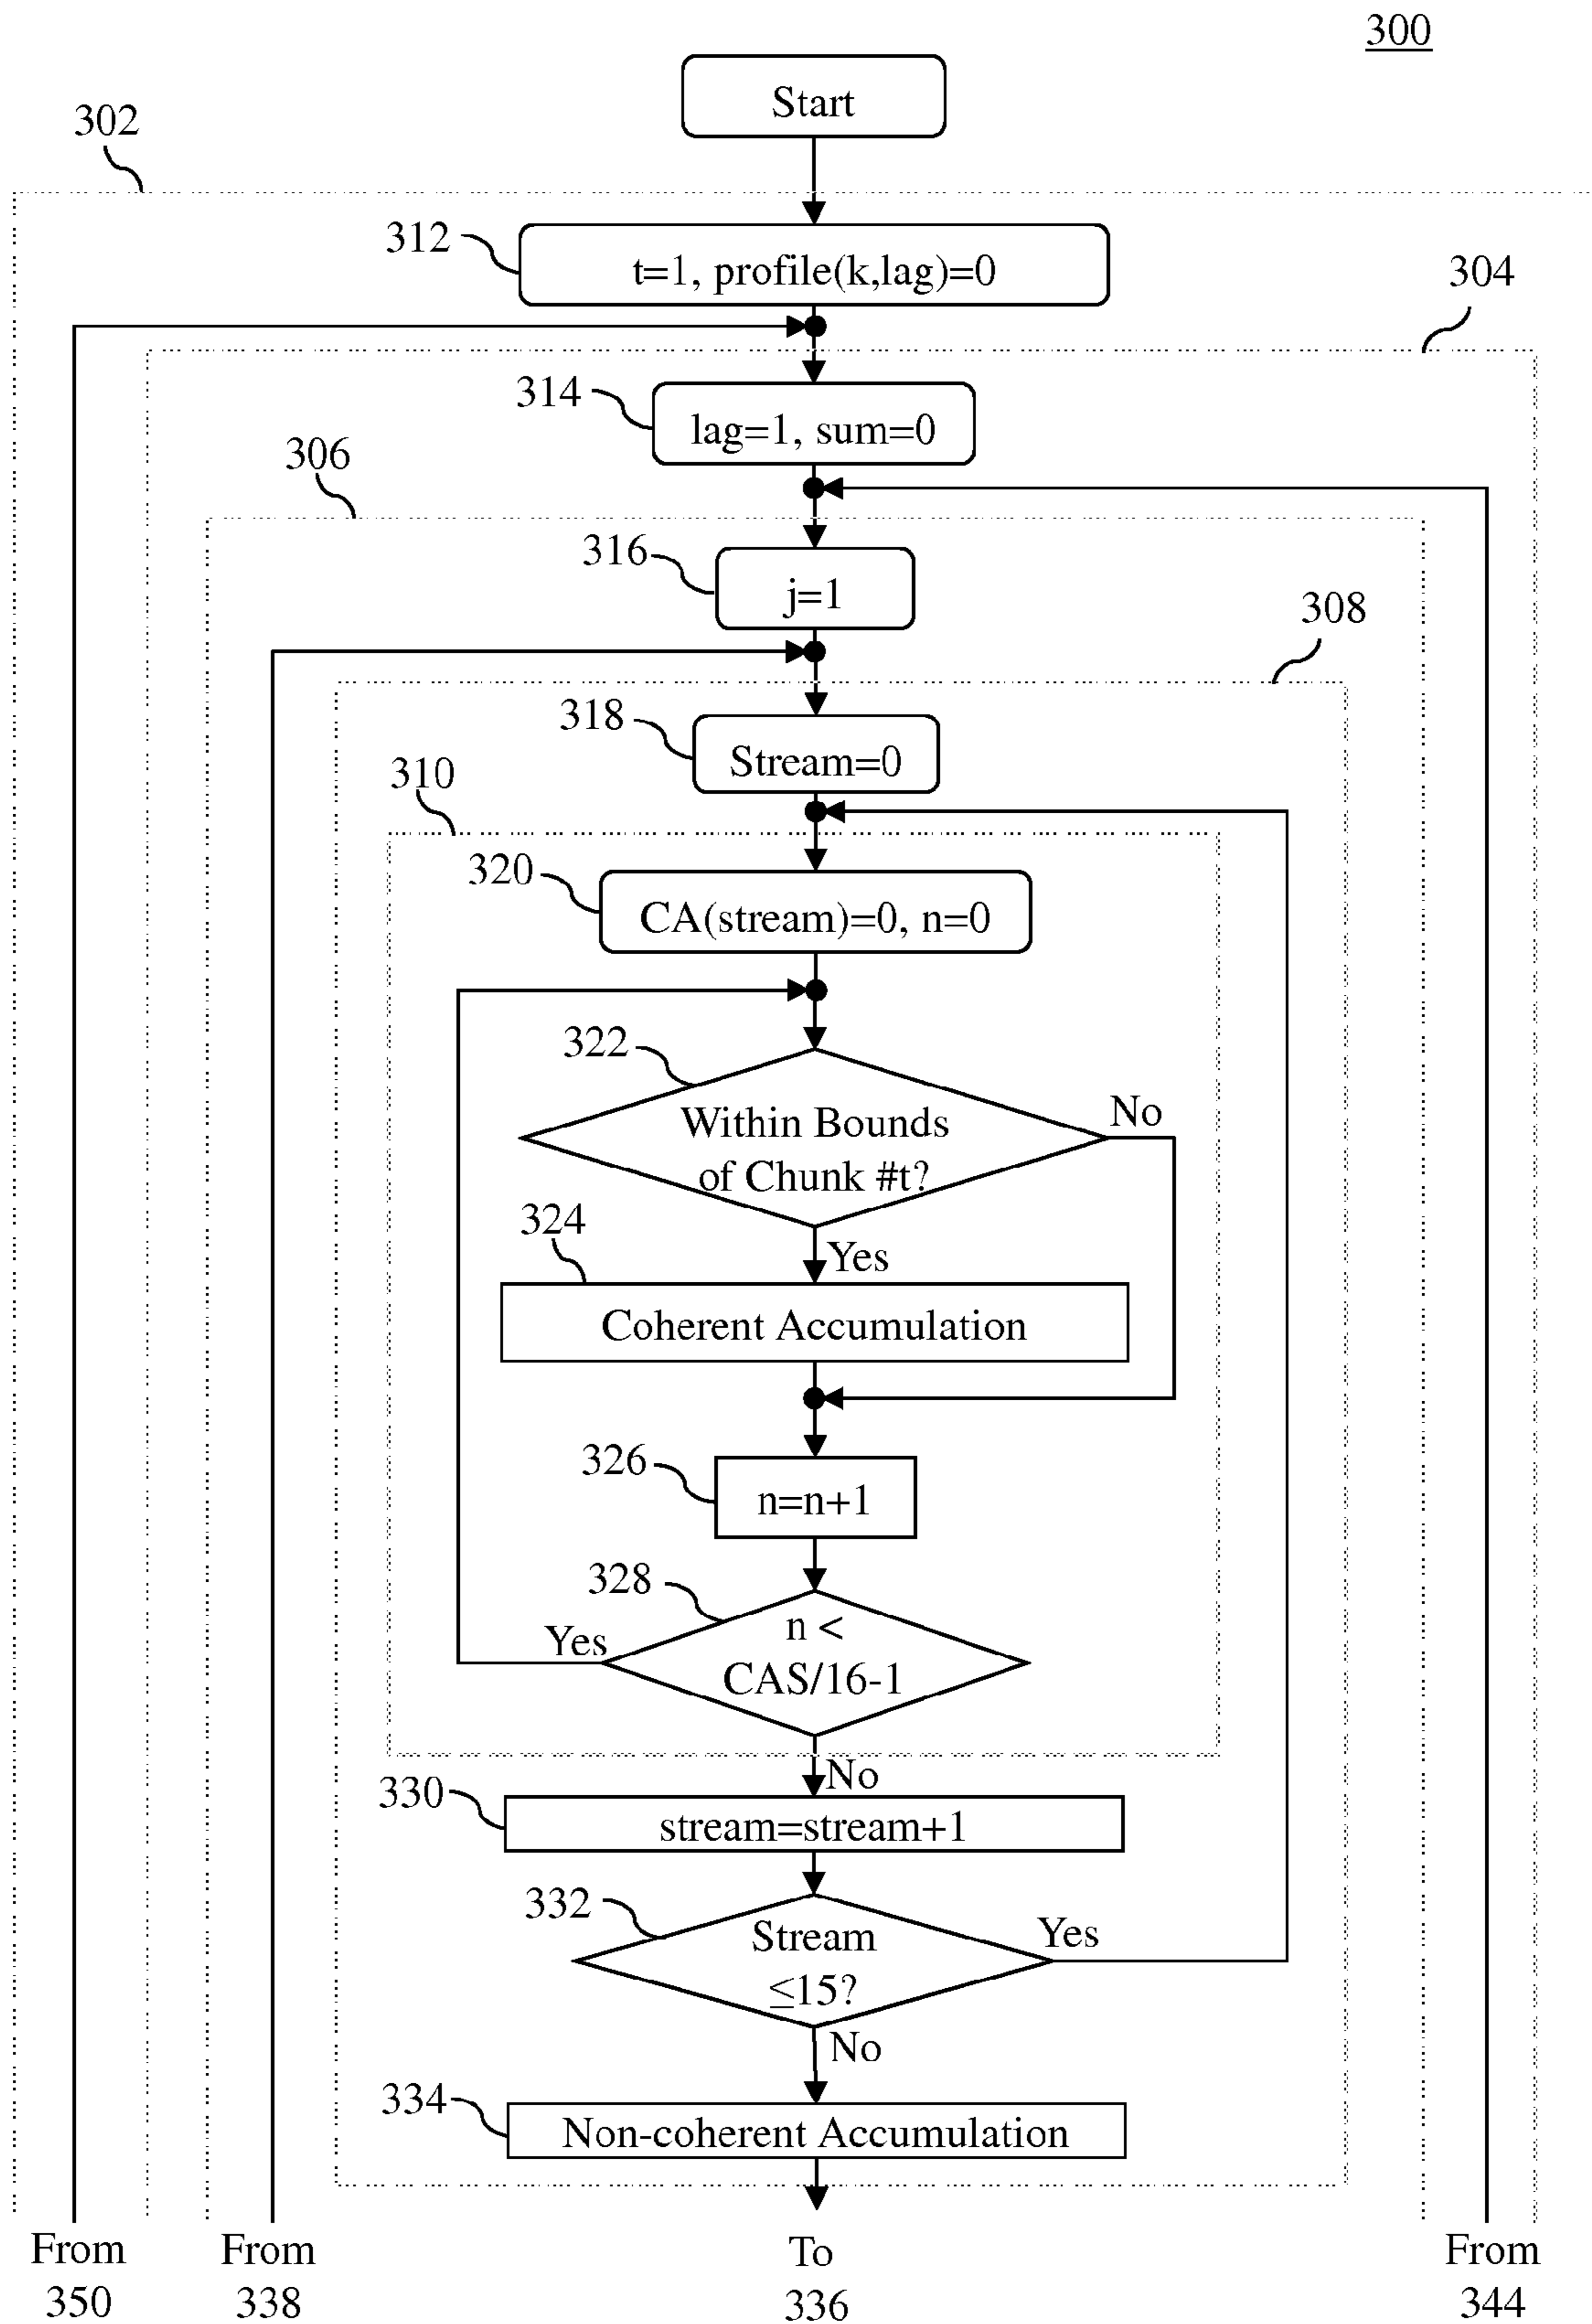 300
Start
302
312
t=1, profile(k,lag)=0
304
314
lag=1, sum=0
306
316
j=1
308
318
Stream=0
310
320
CA(stream)=0, n=0
322
Within Bounds
of Chunk #t?
No
324
Yes
Coherent Accumulation
326
n=n+1
328
n <
CAS/16-1
Yes
No
330
stream=stream+1
332
Stream
≤15?
Yes
No
334
Non-coherent Accumulation
From
350
From
338
To
336
From
344